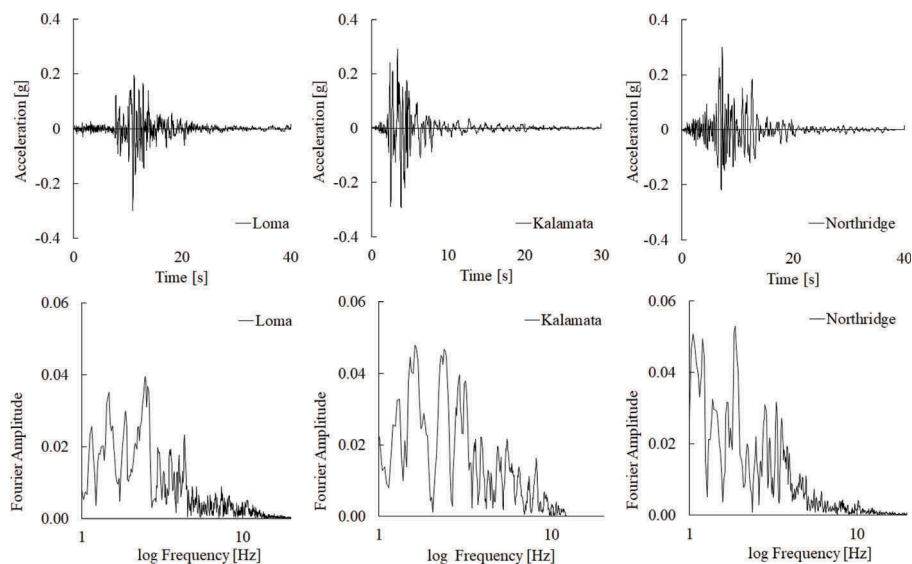 0.4
0.2
0
-0.2
-0.4
Acceleration [g]
0 20 40
Time [s]
Loma
0.4
0.2
0
-0.2
-0.4
Acceleration [g]
0 10 20 30
Time [s]
Kalamata
0.4
0.2
0
-0.2
-0.4
Acceleration [g]
0 20 40
Time [s]
Northridge
0.06
0.04
0.02
0.00
Fourier Amplitude
1 10
log Frequency [Hz]
Loma
0.06
0.04
0.02
0.00
Fourier Amplitude
1 10
log Frequency [Hz]
Kalamata
0.06
0.04
0.02
0.00
Fourier Amplitude
1 10
log Frequency [Hz]
Northridge